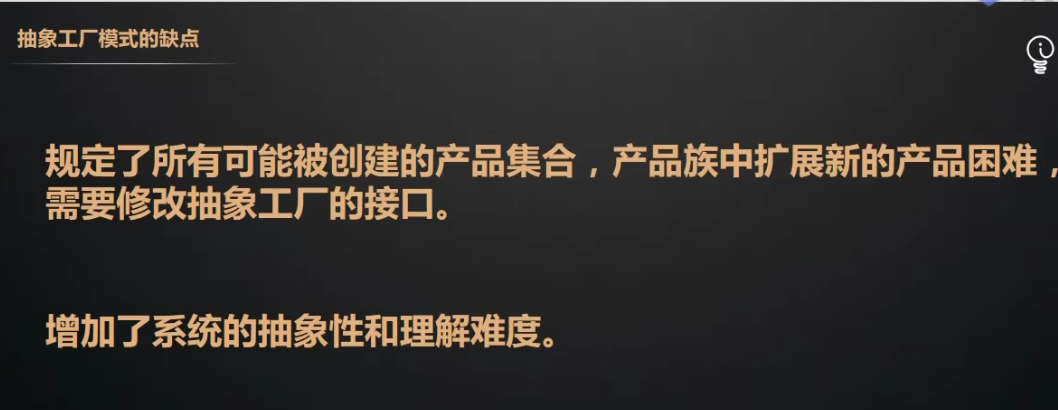 抽象工厂模式的缺点
规定了所有可能被创建的产品集合，产品族中扩展新的产品困难，
需要修改抽象工厂的接口。
增加了系统的抽象性和理解难度。